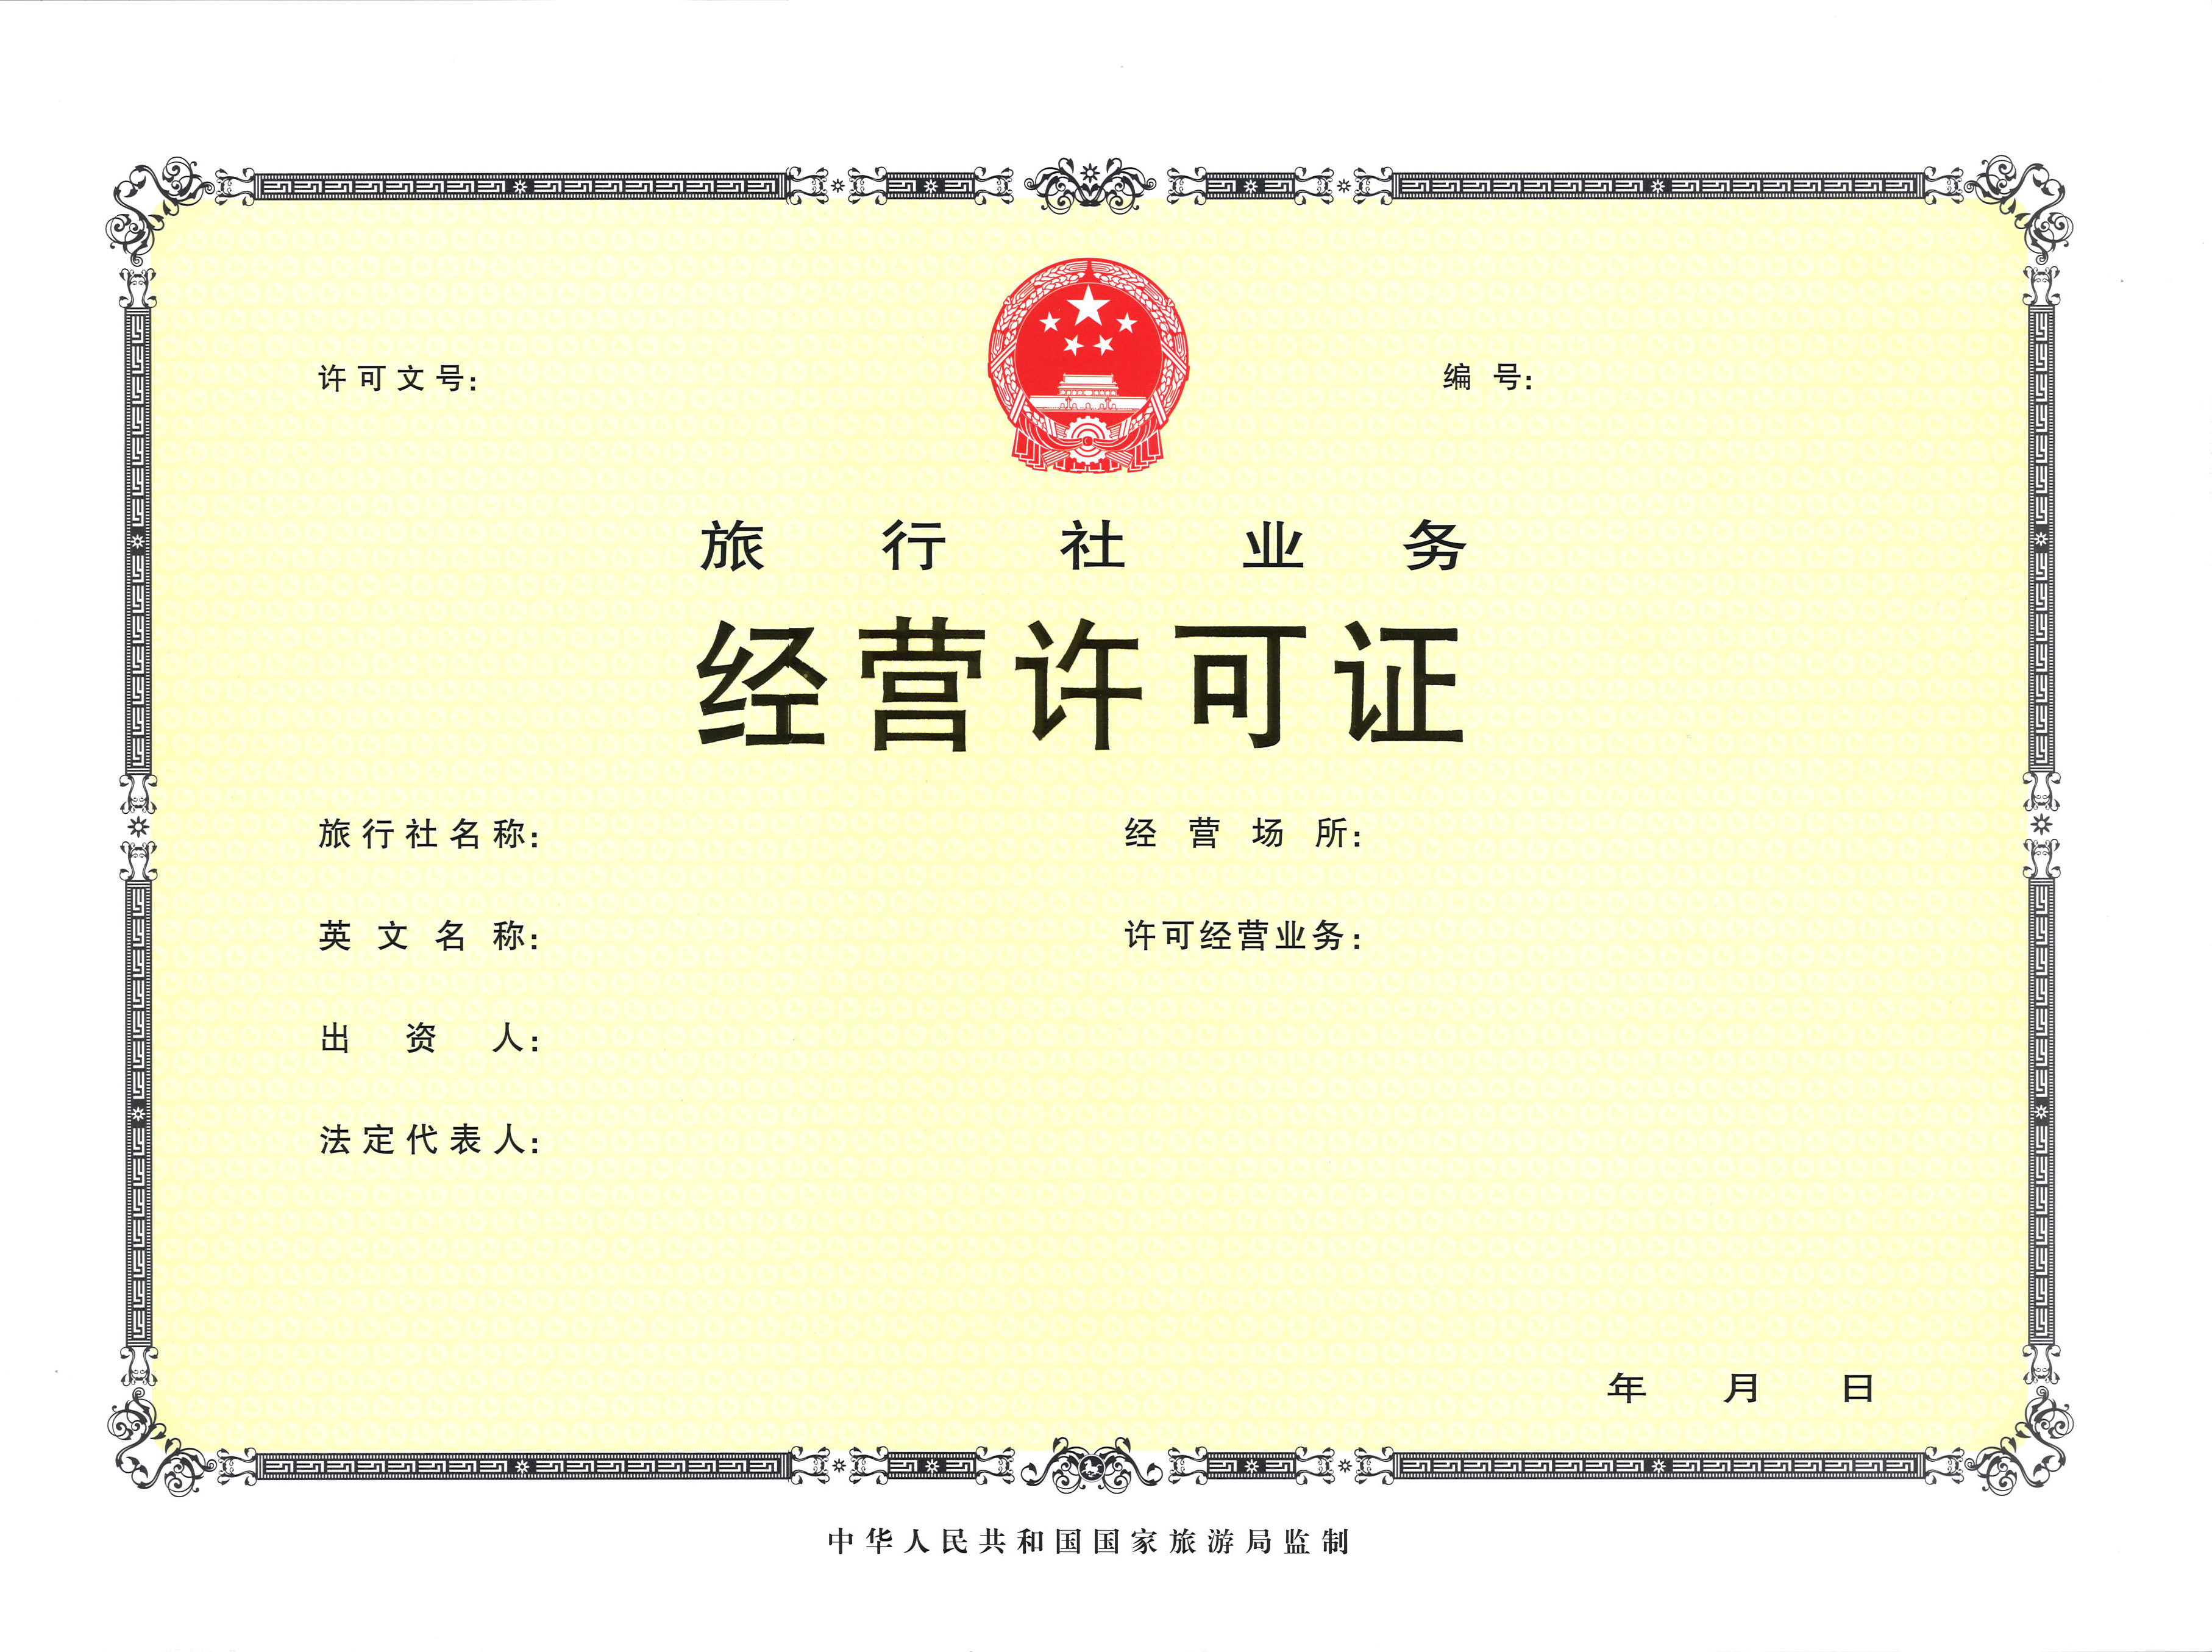 许可文号：
编号：
旅行社业务
经营许可证
旅行社名称：
经营场所：
英文名称：
许可经营业务：
出资人：
法定代表人：
年 月 日
中华人民共和国国家旅游局监制